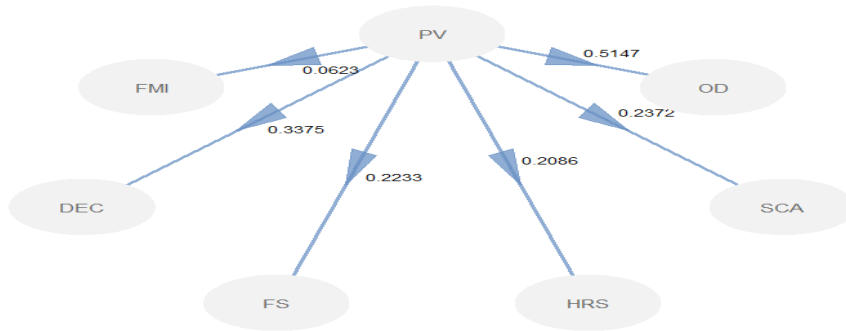 PV
0.5147
0.0623
FMI
OD
0.2372
0.3375
0.2086
0.2233
DEC
SCA
FS
HRS